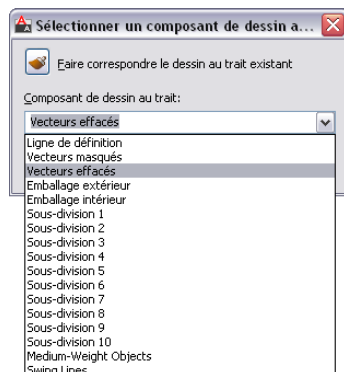 Sélectionner un composant de dessin a...
Faire correspondre le dessin au trait existant
Composant de dessin au trait:
Vecteurs effacés
Ligne de définition
Vecteurs masqués
Vecteurs effacés
Emballage extérieur
Emballage intérieur
Sous-division 1
Sous-division 2
Sous-division 3
Sous-division 4
Sous-division 5
Sous-division 6
Sous-division 7
Sous-division 8
Sous-division 9
Sous-division 10
Medium-Weight Objects
Swing Lines